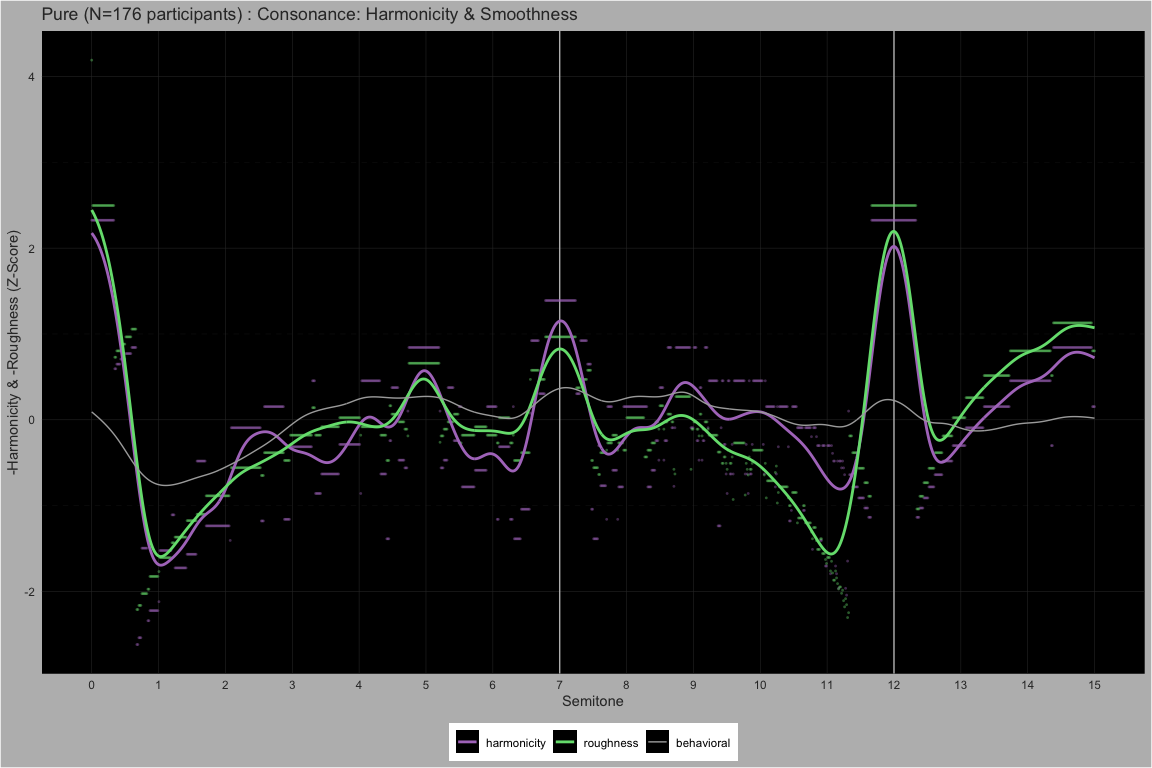 Pure (N=176 participants) : Consonance: Harmonicity & Smoothness
-Harmonicity & -Roughness (Z-Score)
4
2
0
-2
0 1 2 3 4 5 6 7 8 9 10 11 12 13 14 15
Semitone
harmonicity roughness behavioral